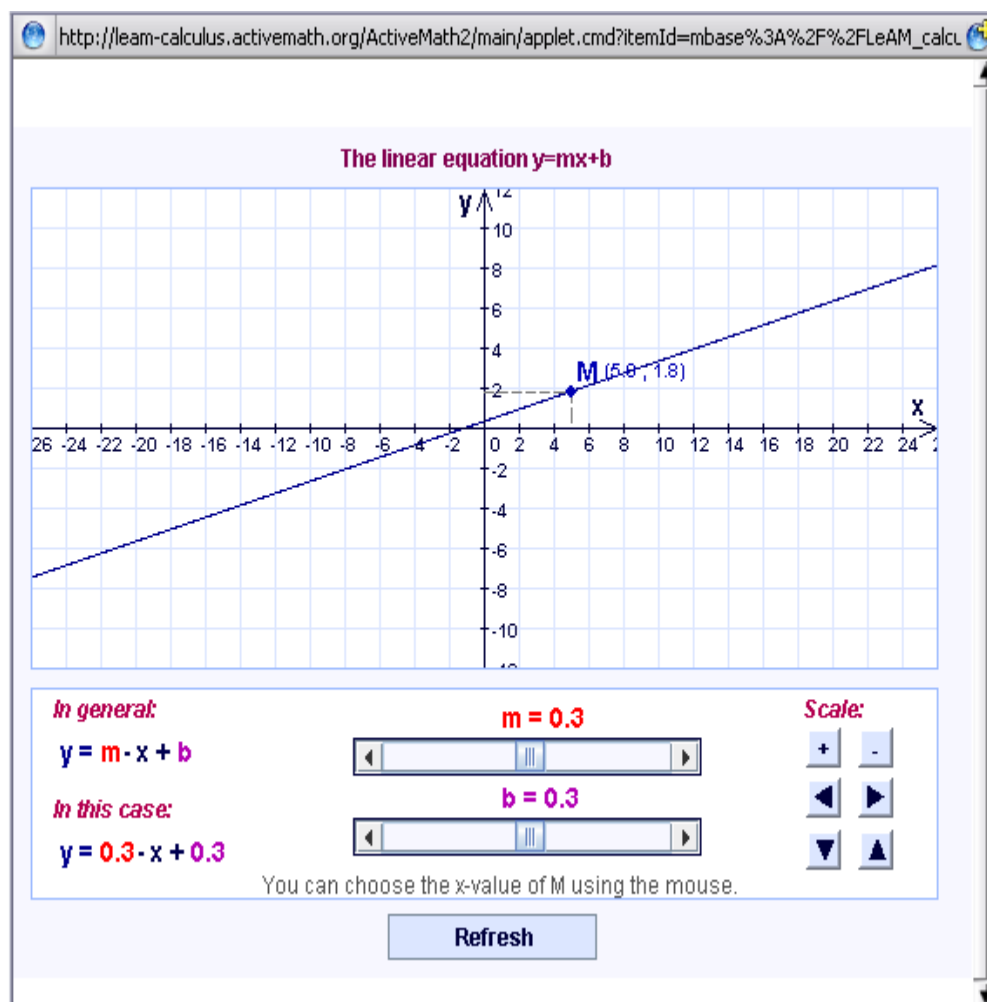 http://leam-calculus.activemath.org/ActiveMath2/main/applet.cmd?itemId=mbase%3A%2F%2FLeAM_calcu
The linear equation y=mx+b
12
y
10
8
6
4
M (5.0 , 1.8)
2
x
26 -24 -22 -20 -18 -16 -14 -12 -10 -8 -6 -4 -2 0 2 4 6 8 10 12 14 16 18 20 22 24
-2
-4
-6
-8
-10
In general:
m = 0.3
Scale:
y = m · x + b
+ -
b = 0.3
In this case:
y = 0.3 · x + 0.3
You can choose the x-value of M using the mouse.
Refresh